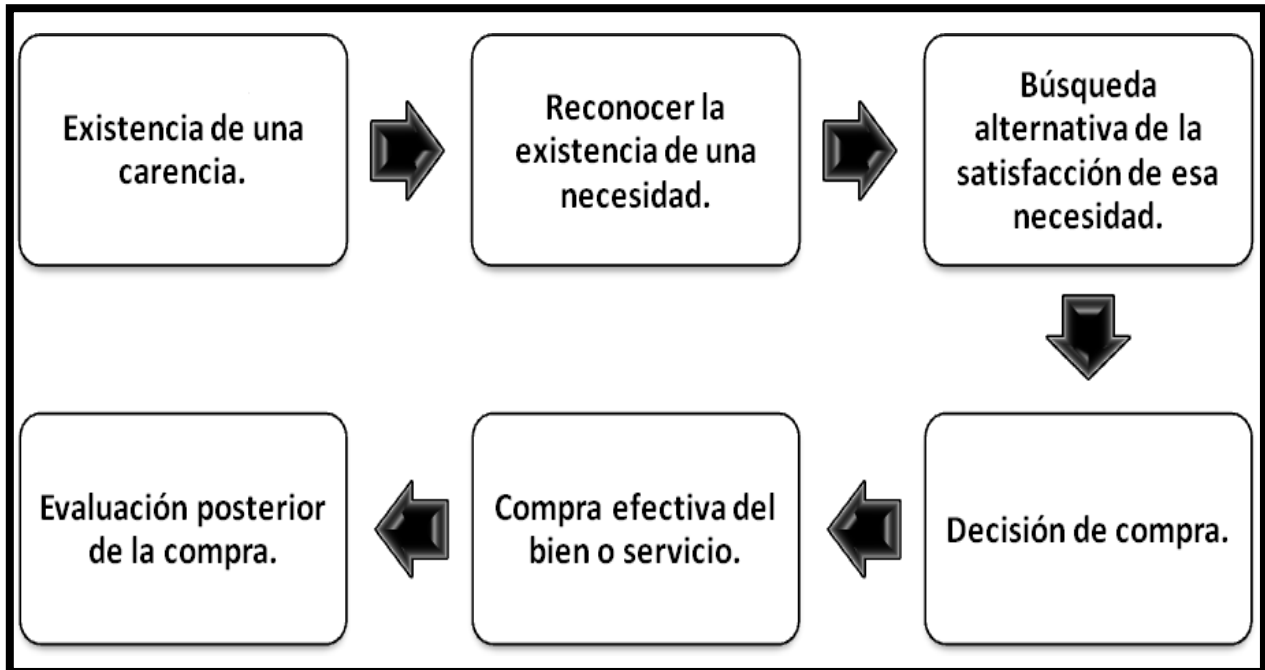 Existencia de una
carencia.
Reconocer la
existencia de una
necesidad.
Búsqueda
alternativa de la
satisfacción de esa
necesidad.
Decisión de compra.
Compra efectiva del
bien o servicio.
Evaluación posterior
de la compra.